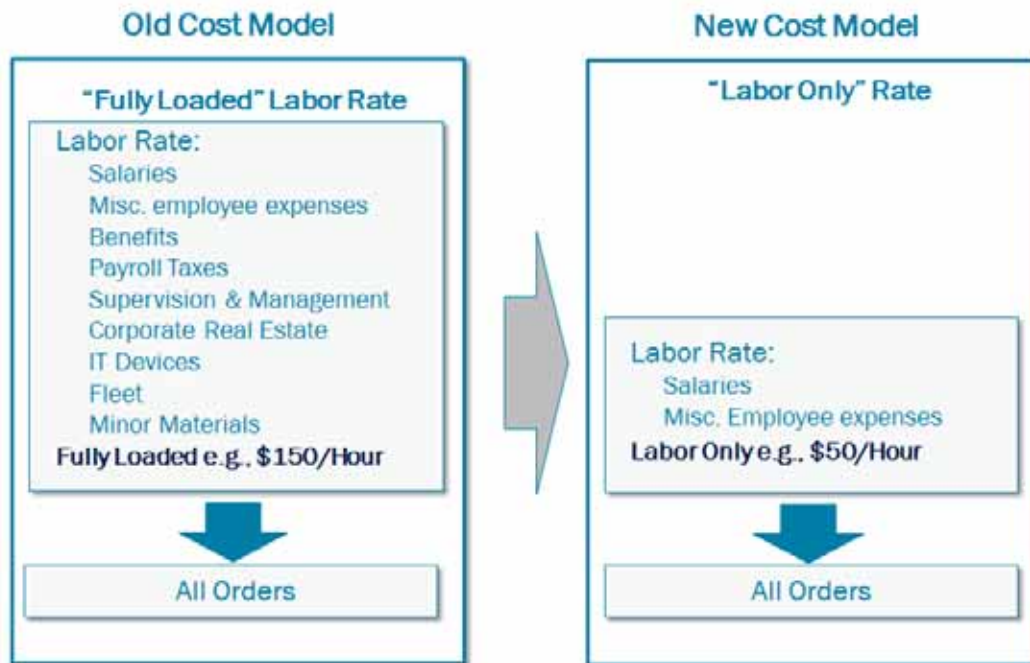 Old Cost Model
"Fully Loaded" Labor Rate
Labor Rate:
Salaries
Misc. employee expenses
Benefits
Payroll Taxes
Supervision & Management
Corporate Real Estate
IT Devices
Fleet
Minor Materials
Fully Loaded e.g., $150/Hour
All Orders
New Cost Model
"Labor Only" Rate
Labor Rate:
Salaries
Misc. Employee expenses
Labor Only e.g., $50/Hour
All Orders